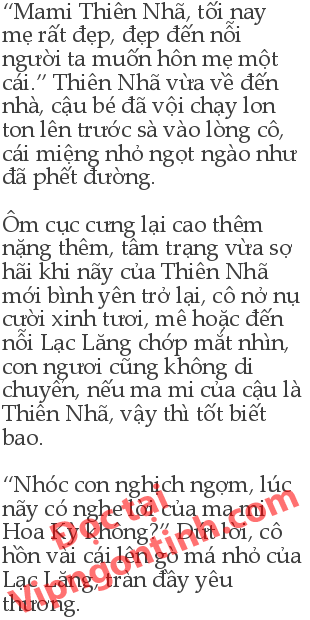 “Mami Thiên Nhã, tối nay
mẹ rất đẹp, đẹp đến nỗi
người ta muốn hôn mẹ một
cái.” Thiên Nhã vừa về đến
nhà, cậu bé đã vội chạy lon
ton lên trước sà vào lòng cô,
cái miệng nhỏ ngọt ngào như
đã phết đường.
Ôm cục cưng lại cao thêm
nặng thêm, tâm trạng vừa sợ
hãi khi nãy của Thiên Nhã
mới bình yên trở lại, cô nở nụ
cười xinh tươi, mê hoặc đến
nỗi Lạc Lăng chớp mắt nhìn,
con ngươi cũng không di
chuyển, nếu ma mi của cậu là
Thiên Nhã, vậy thì tốt biết
bao.
“Nhóc con nghịch ngợm, lúc
nãy có nghe lời của ma mi
Hoa Kỳ không?” Dứt lời, cô
hôn vài cái lên gò má nhỏ của
Lạc Lăng, tràn đầy yêu
thương.
Đọc tại
Vipngontinh.com